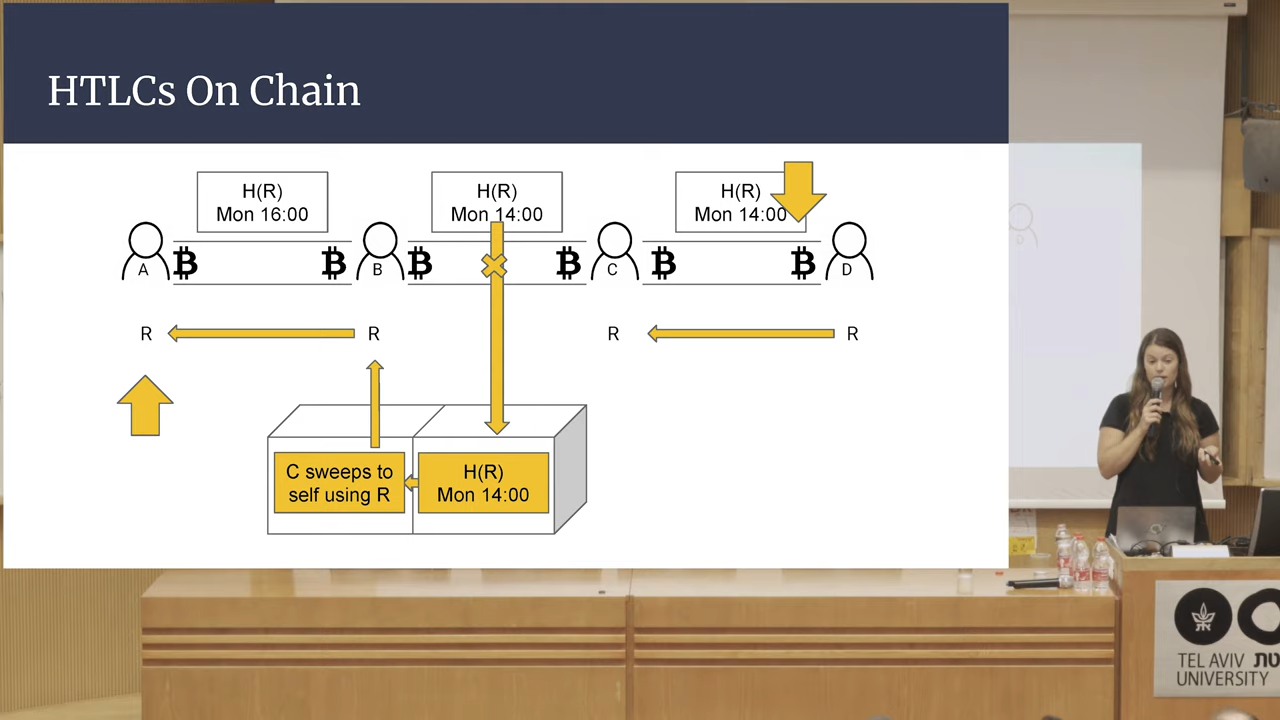 HTLCs On Chain
H(R)
Mon 16:00
H(R)
Mon 14:00
H(R)
Mon 14:00
A
B
C
D
R
R
R
R
C sweeps to
self using R
H(R)
Mon 14:00
TEL AVIV
UNIVERSITY